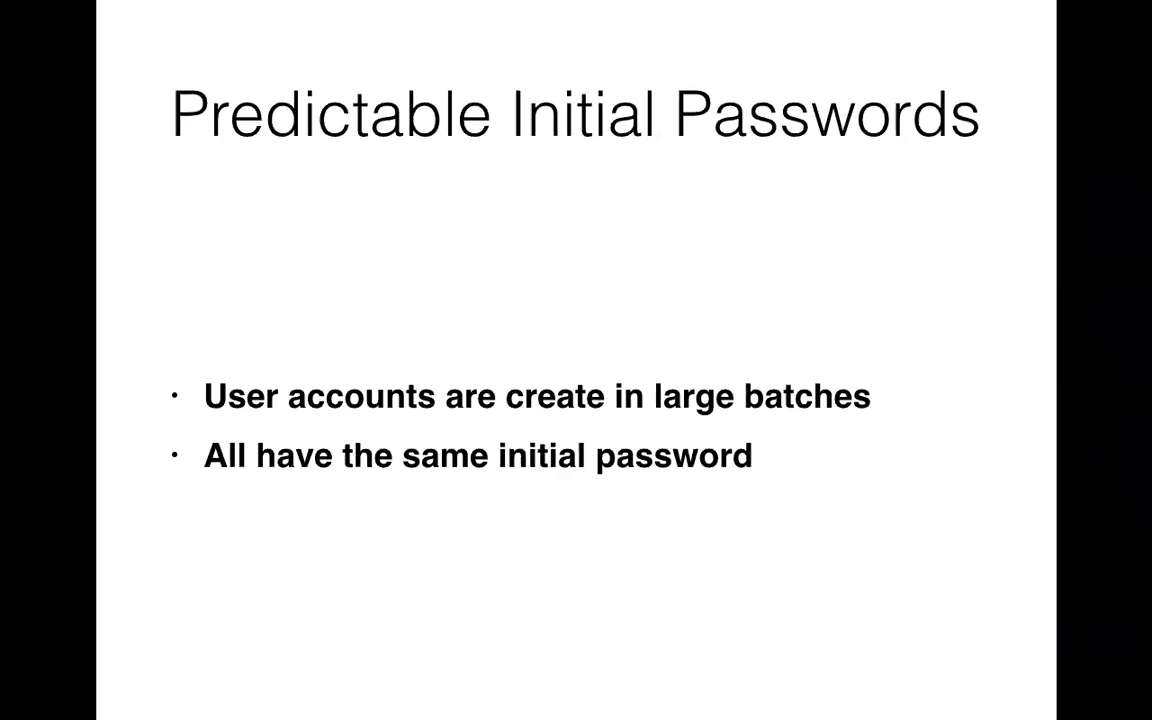 Predictable Initial Passwords
· User accounts are create in large batches
· All have the same initial password